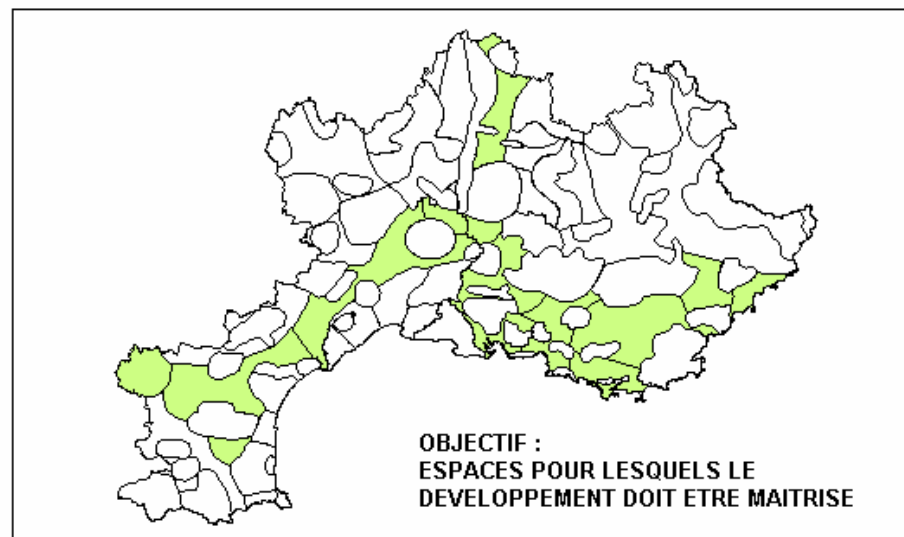 OBJECTIF :
ESPACES POUR LESQUELS LE
DEVELOPPEMENT DOIT ETRE MAITRISE